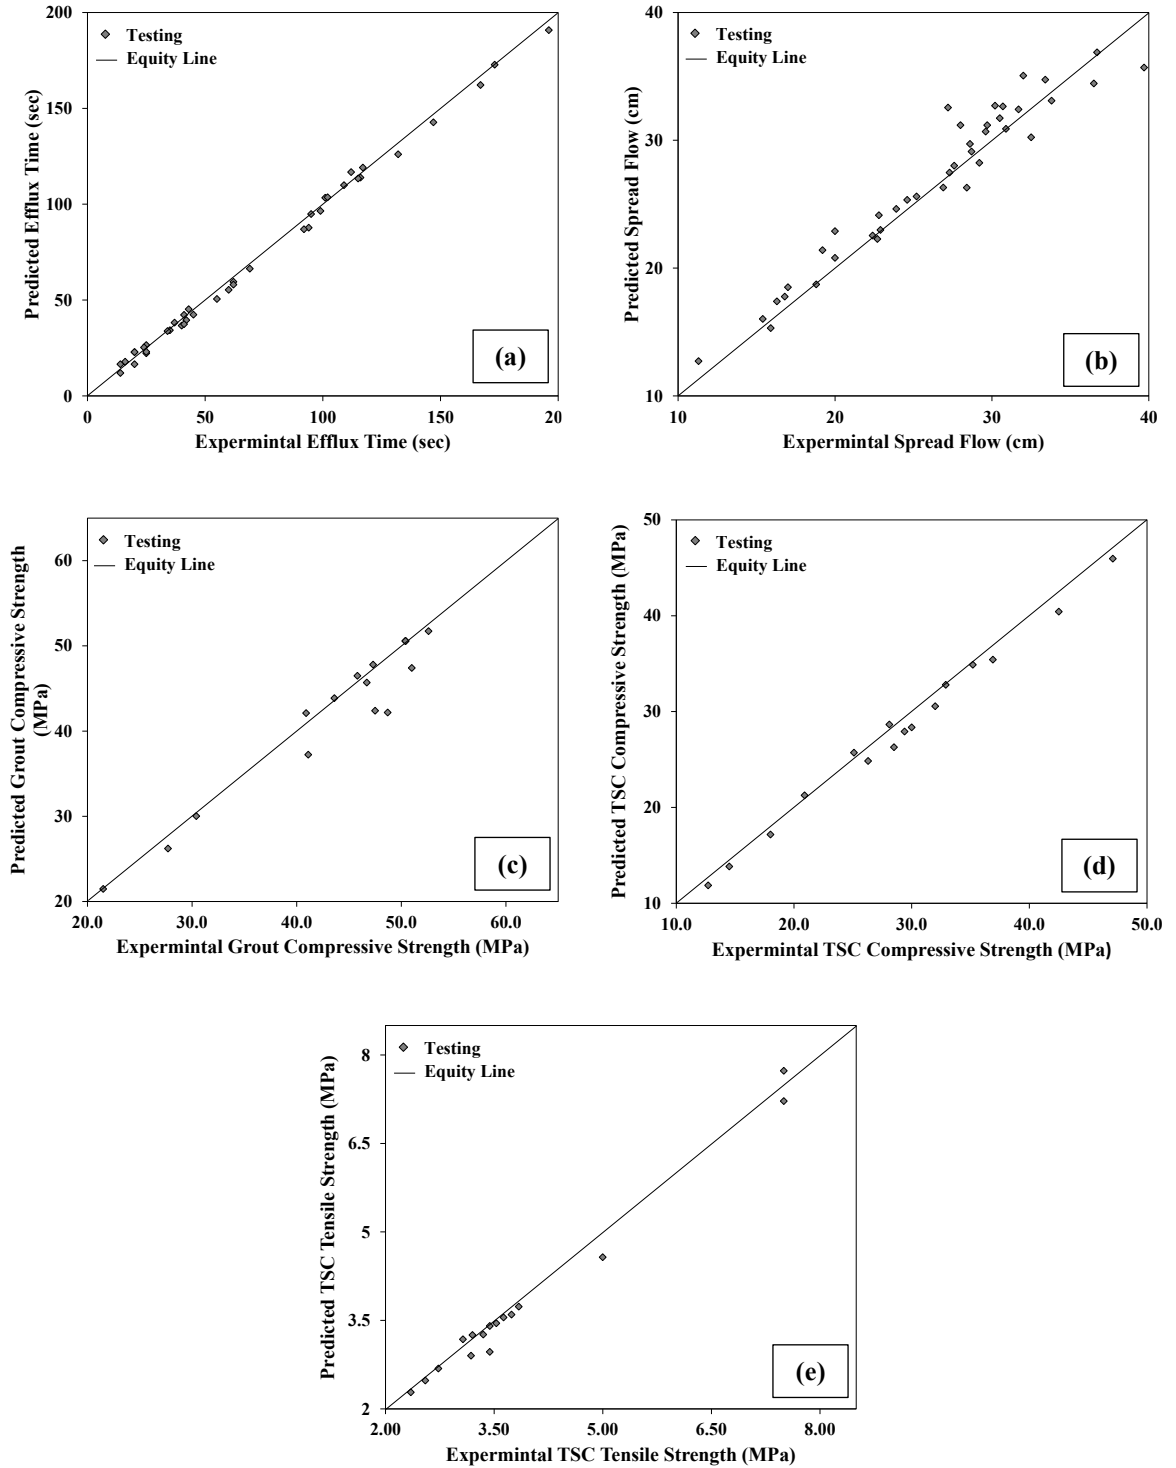 200
150
100
50
0
Predicted Efflux Time (sec)
Testing
Equity Line
(a)
0 50 100 150 20
Expermintal Efflux Time (sec)
40
30
20
10
Predicted Spread Flow (cm)
Testing
Equity Line
(b)
10 20 30 40
Expermintal Spread Flow (cm)
60
50
40
30
20
Predicted Grout Compressive Strength
(MPa)
Testing
Equity Line
(c)
20.0 30.0 40.0 50.0 60.0
Expermintal Grout Compressive Strength (MPa)
50
40
30
20
10
Predicted TSC Compressive Strength (MPa)
Testing
Equity Line
(d)
10.0 20.0 30.0 40.0 50.0
Expermintal TSC Compressive Strength (MPa)
8
6.5
5
3.5
2
Predicted TSC Tensile Strength (MPa)
Testing
Equity Line
(e)
2.00 3.50 5.00 6.50 8.00
Expermintal TSC Tensile Strength (MPa)